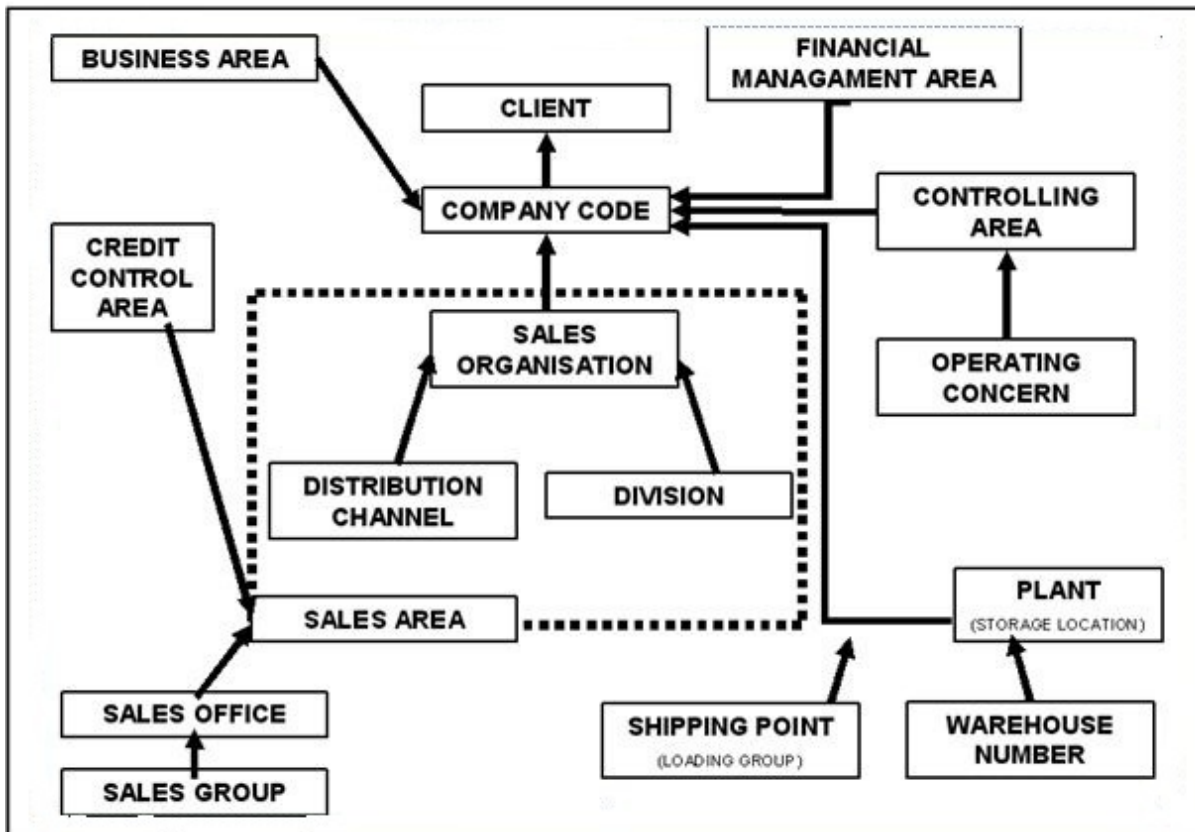 BUSINESS AREA
FINANCIAL
MANAGAMENT AREA
CLIENT
COMPANY CODE
CONTROLLING
AREA
CREDIT
CONTROL
AREA
SALES
ORGANISATION
OPERATING
CONCERN
DISTRIBUTION
CHANNEL
DIVISION
SALES AREA
PLANT
(STORAGE LOCATION)
SALES OFFICE
SHIPPING POINT
(LOADING GROUP)
WAREHOUSE
NUMBER
SALES GROUP